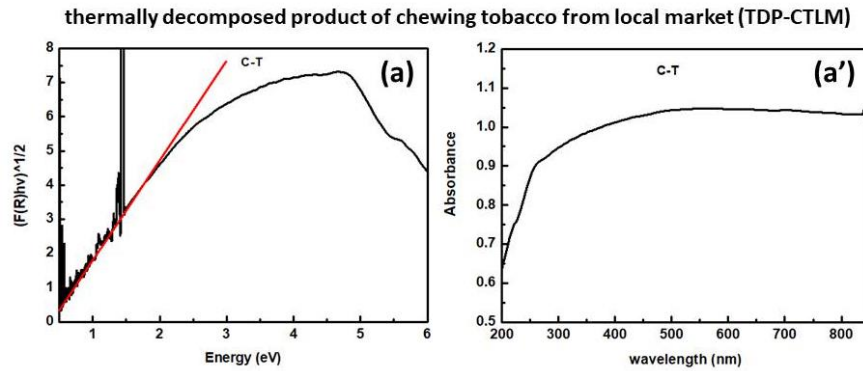 thermally decomposed product of chewing tobacco from local market (TDP-CTLM)
(a)
C-T
(F(R)hv)^1/2
8
7
6
5
4
3
2
1
0
1 2 3 4 5 6
Energy (eV)
(a')
C-T
Absorbance
1.2
1.1
1.0
0.9
0.8
0.7
0.6
0.5
200 300 400 500 600 700 800
wavelength (nm)